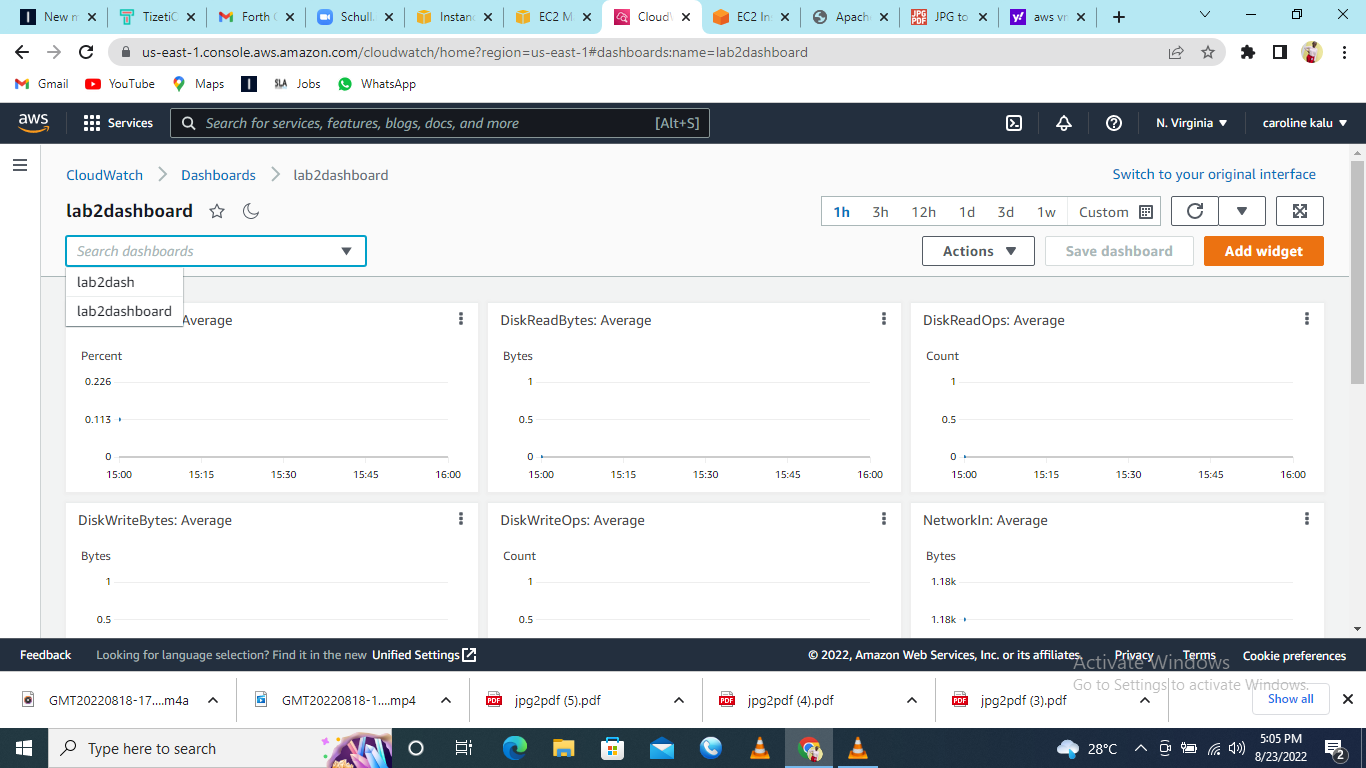 New m
TizetiC
Forth
Schull.
Instanc
EC2 M
Cloud
EC2 In
Apach
JPG to
aws vr
us-east-1.console.aws.amazon.com/cloudwatch/home?region=us-east-1#dashboards:name=lab2dashboard
Gmail
YouTube
Maps
SLA Jobs
WhatsApp
aws
Services
Search for services, features, blogs, docs, and more [Alt+S]
N. Virginia
caroline kalu
CloudWatch
Dashboards
lab2dashboard
Switch to your original interface
lab2dashboard
1h 3h 12h 1d 3d 1w Custom
Search dashboards
Actions
Save dashboard
Add widget
lab2dash
lab2dashboard
Average
Percent
0.226
0.113
0
15:00 15:15 15:30 15:45 16:00
DiskReadBytes: Average
Bytes
1
0.5
0
15:00 15:15 15:30 15:45 16:00
DiskReadOps: Average
Count
1
0.5
0
15:00 15:15 15:30 15:45 16:00
DiskWriteBytes: Average
Bytes
1
0.5
DiskWriteOps: Average
Count
1
0.5
NetworkIn: Average
Bytes
1.18k
1.18k
Feedback
Looking for language selection? Find it in the new Unified Settings
© 2022, Amazon Web Services, Inc. or its affiliates.
Privacy
Terms
Cookie preferences
Activate Windows
Go to Settings to activate Windows.
GMT20220818-17....m4a
GMT20220818-1....mp4
PDF jpg2pdf (5).pdf
PDF jpg2pdf (4).pdf
PDF jpg2pdf (3).pdf
Show all
Type here to search
28°C
5:05 PM
8/23/2022
2